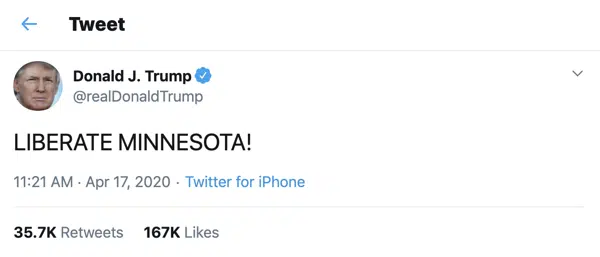 Tweet
Donald J. Trump
@realDonaldTrump
LIBERATE MINNESOTA!
11:21 AM · Apr 17, 2020 · Twitter for iPhone
35.7K Retweets 167K Likes